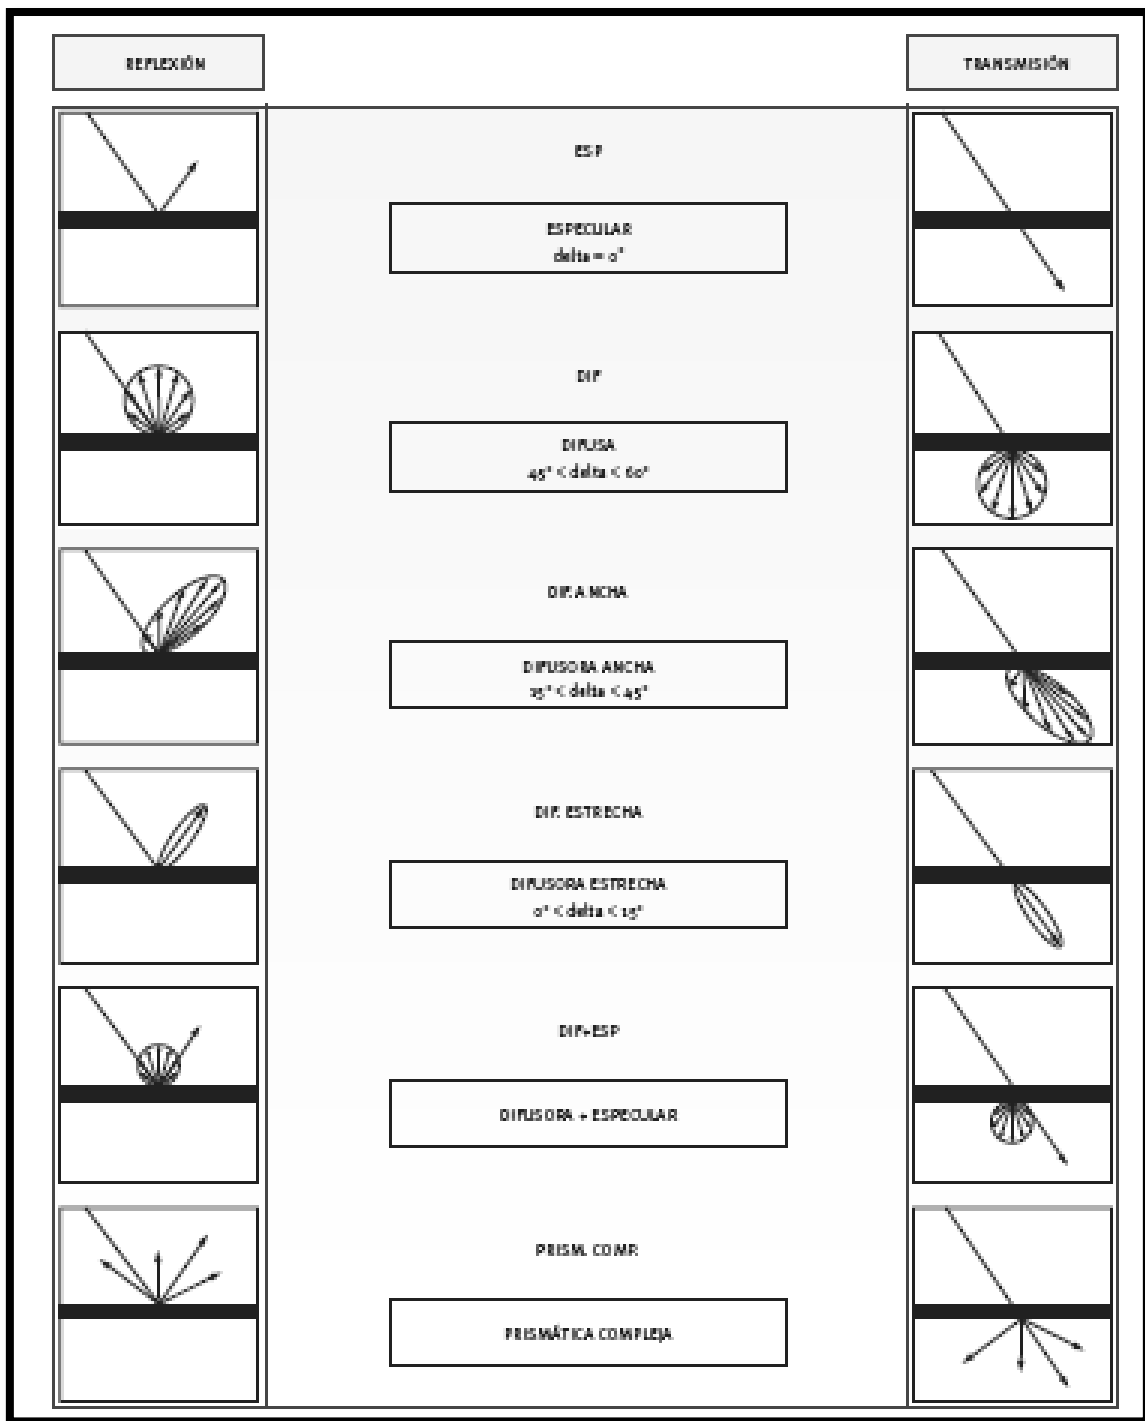 REFLEXIÓN
TRANSMISIÓN
ESP
ESPECULAR
delta = 0°
DIF
DIFUSA
45° < delta < 60°
DIF. ANCHA
DIFUSORA ANCHA
15° < delta < 45°
DIF. ESTRECHA
DIFUSORA ESTRECHA
0° < delta < 15°
DIF+ESP
DIFUSORA + ESPECULAR
PRISM. COMP.
PRISMÁTICA COMPLEJA